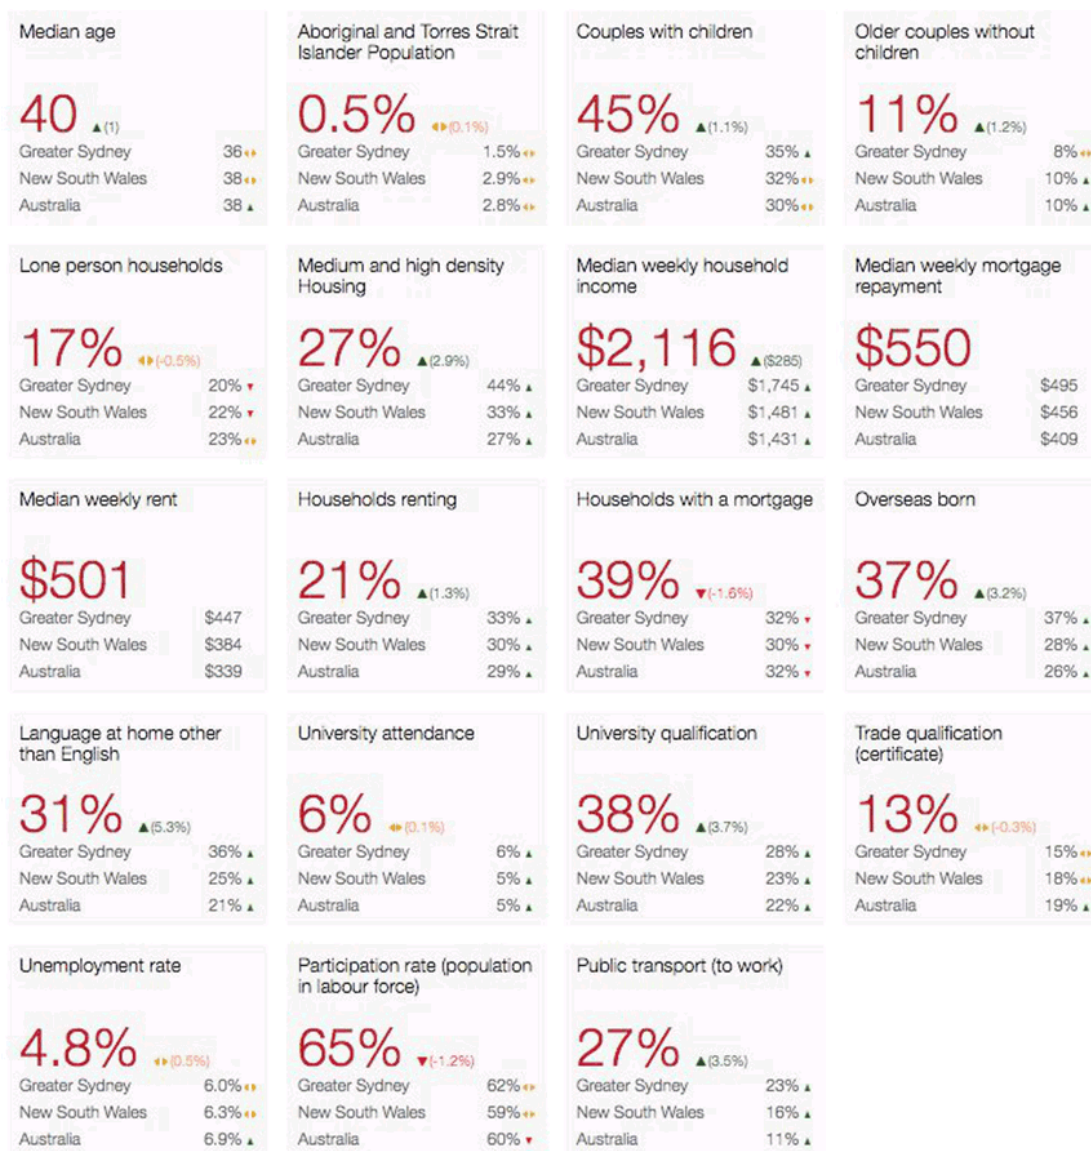 Median age
40 ▲(1)
Greater Sydney 36
New South Wales 38
Australia 38 ▲
Aboriginal and Torres Strait
Islander Population
0.5% (0.1%)
Greater Sydney 1.5%
New South Wales 2.9%
Australia 2.8%
Couples with children
45% ▲(1.1%)
Greater Sydney 35% ▲
New South Wales 32%
Australia 30%
Older couples without
children
11% ▲(1.2%)
Greater Sydney 8%
New South Wales 10% ▲
Australia 10% ▲
Lone person households
17% (-0.5%)
Greater Sydney 20% ▼
New South Wales 22% ▼
Australia 23%
Medium and high density
Housing
27% ▲(2.9%)
Greater Sydney 44% ▲
New South Wales 33% ▲
Australia 27% ▲
Median weekly household
income
$2,116 ▲($285)
Greater Sydney $1,745 ▲
New South Wales $1,481 ▲
Australia $1,431 ▲
Median weekly mortgage
repayment
$550
Greater Sydney $495
New South Wales $456
Australia $409
Median weekly rent
$501
Greater Sydney $447
New South Wales $384
Australia $339
Households renting
21% ▲(1.3%)
Greater Sydney 33% ▲
New South Wales 30% ▲
Australia 29% ▲
Households with a mortgage
39% ▼(-1.6%)
Greater Sydney 32% ▼
New South Wales 30% ▼
Australia 32% ▼
Overseas born
37% ▲(3.2%)
Greater Sydney 37% ▲
New South Wales 28% ▲
Australia 26% ▲
Language at home other
than English
31% ▲(5.3%)
Greater Sydney 36% ▲
New South Wales 25% ▲
Australia 21% ▲
University attendance
6% (0.1%)
Greater Sydney 6% ▲
New South Wales 5% ▲
Australia 5% ▲
University qualification
38% ▲(3.7%)
Greater Sydney 28% ▲
New South Wales 23% ▲
Australia 22% ▲
Trade qualification
(certificate)
13% (-0.3%)
Greater Sydney 15%
New South Wales 18%
Australia 19% ▲
Unemployment rate
4.8% (0.5%)
Greater Sydney 6.0%
New South Wales 6.3%
Australia 6.9% ▲
Participation rate (population
in labour force)
65% ▼(-1.2%)
Greater Sydney 62%
New South Wales 59%
Australia 60% ▼
Public transport (to work)
27% ▲(3.5%)
Greater Sydney 23% ▲
New South Wales 16% ▲
Australia 11% ▲